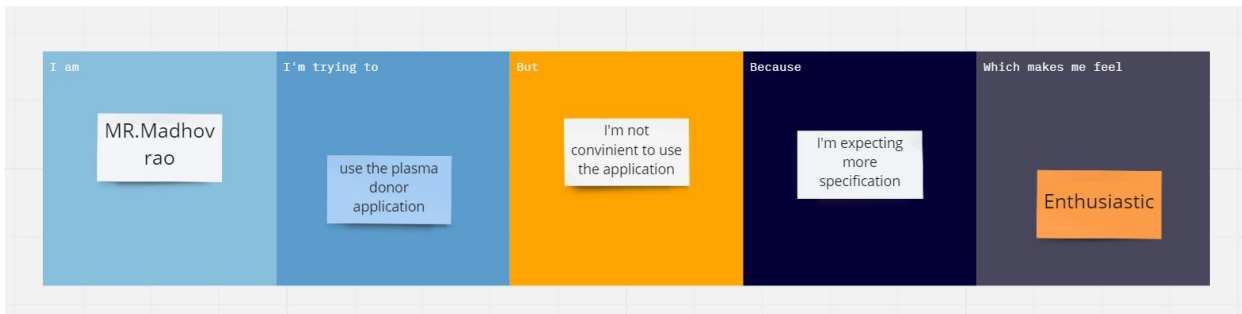 I am
MR.Madhov
rao
I'm trying to
use the plasma
donor
application
But
I'm not
convinient to use
the application
Because
I'm expecting
more
specification
Which makes me feel
Enthusiastic